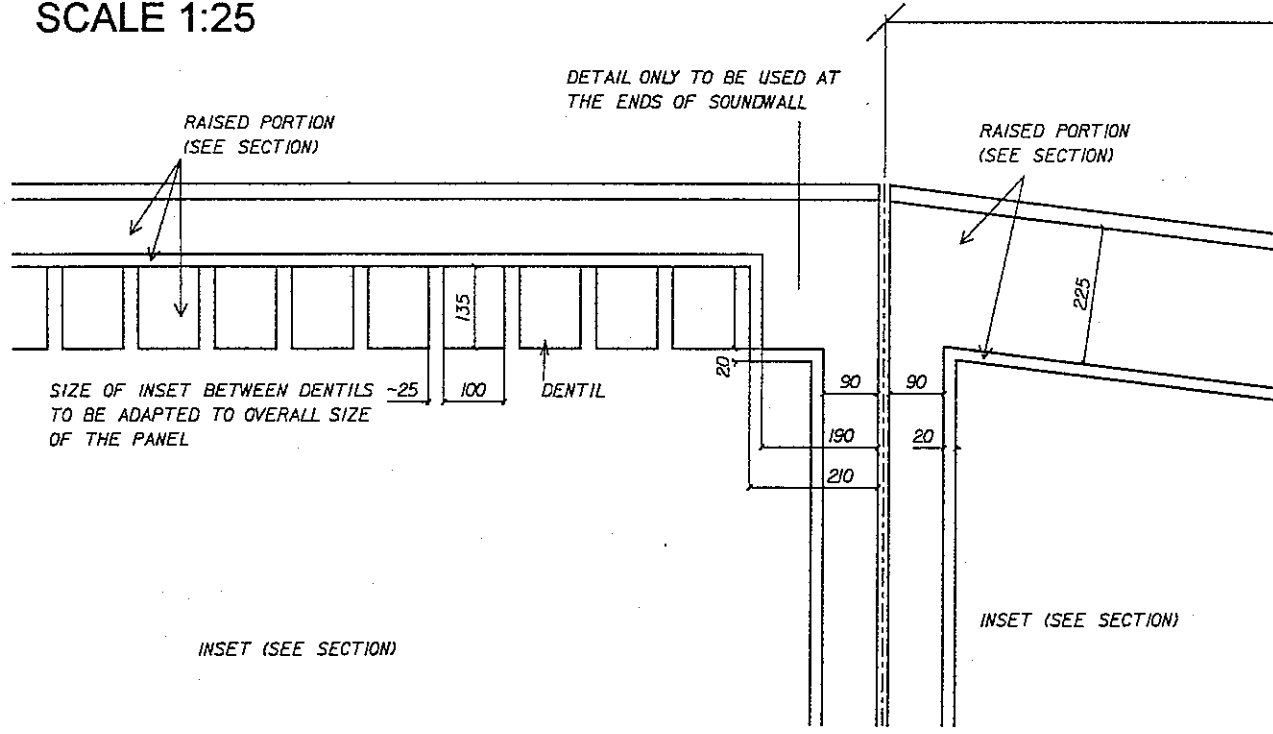 SCALE 1:25
DETAIL ONLY TO BE USED AT
THE ENDS OF SOUNDWALL
RAISED PORTION
(SEE SECTION)
RAISED PORTION
(SEE SECTION)
135
225
20
SIZE OF INSET BETWEEN DENTILS ~25
TO BE ADAPTED TO OVERALL SIZE
OF THE PANEL
100
DENTIL
90
90
190
20
210
INSET (SEE SECTION)
INSET (SEE SECTION)